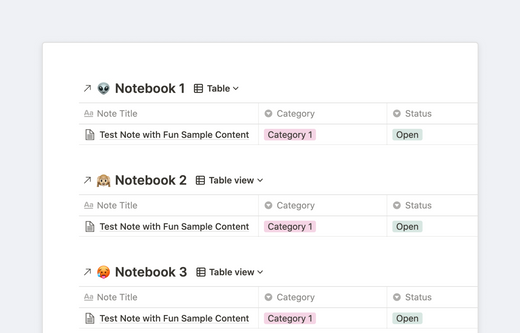 Notebook 1 Table
Aa Note Title Category Status
Test Note with Fun Sample Content Category 1 Open
Notebook 2 Table view
Aa Note Title Category Status
Test Note with Fun Sample Content Category 1 Open
Notebook 3 Table view
Aa Note Title Category Status
Test Note with Fun Sample Content Category 1 Open